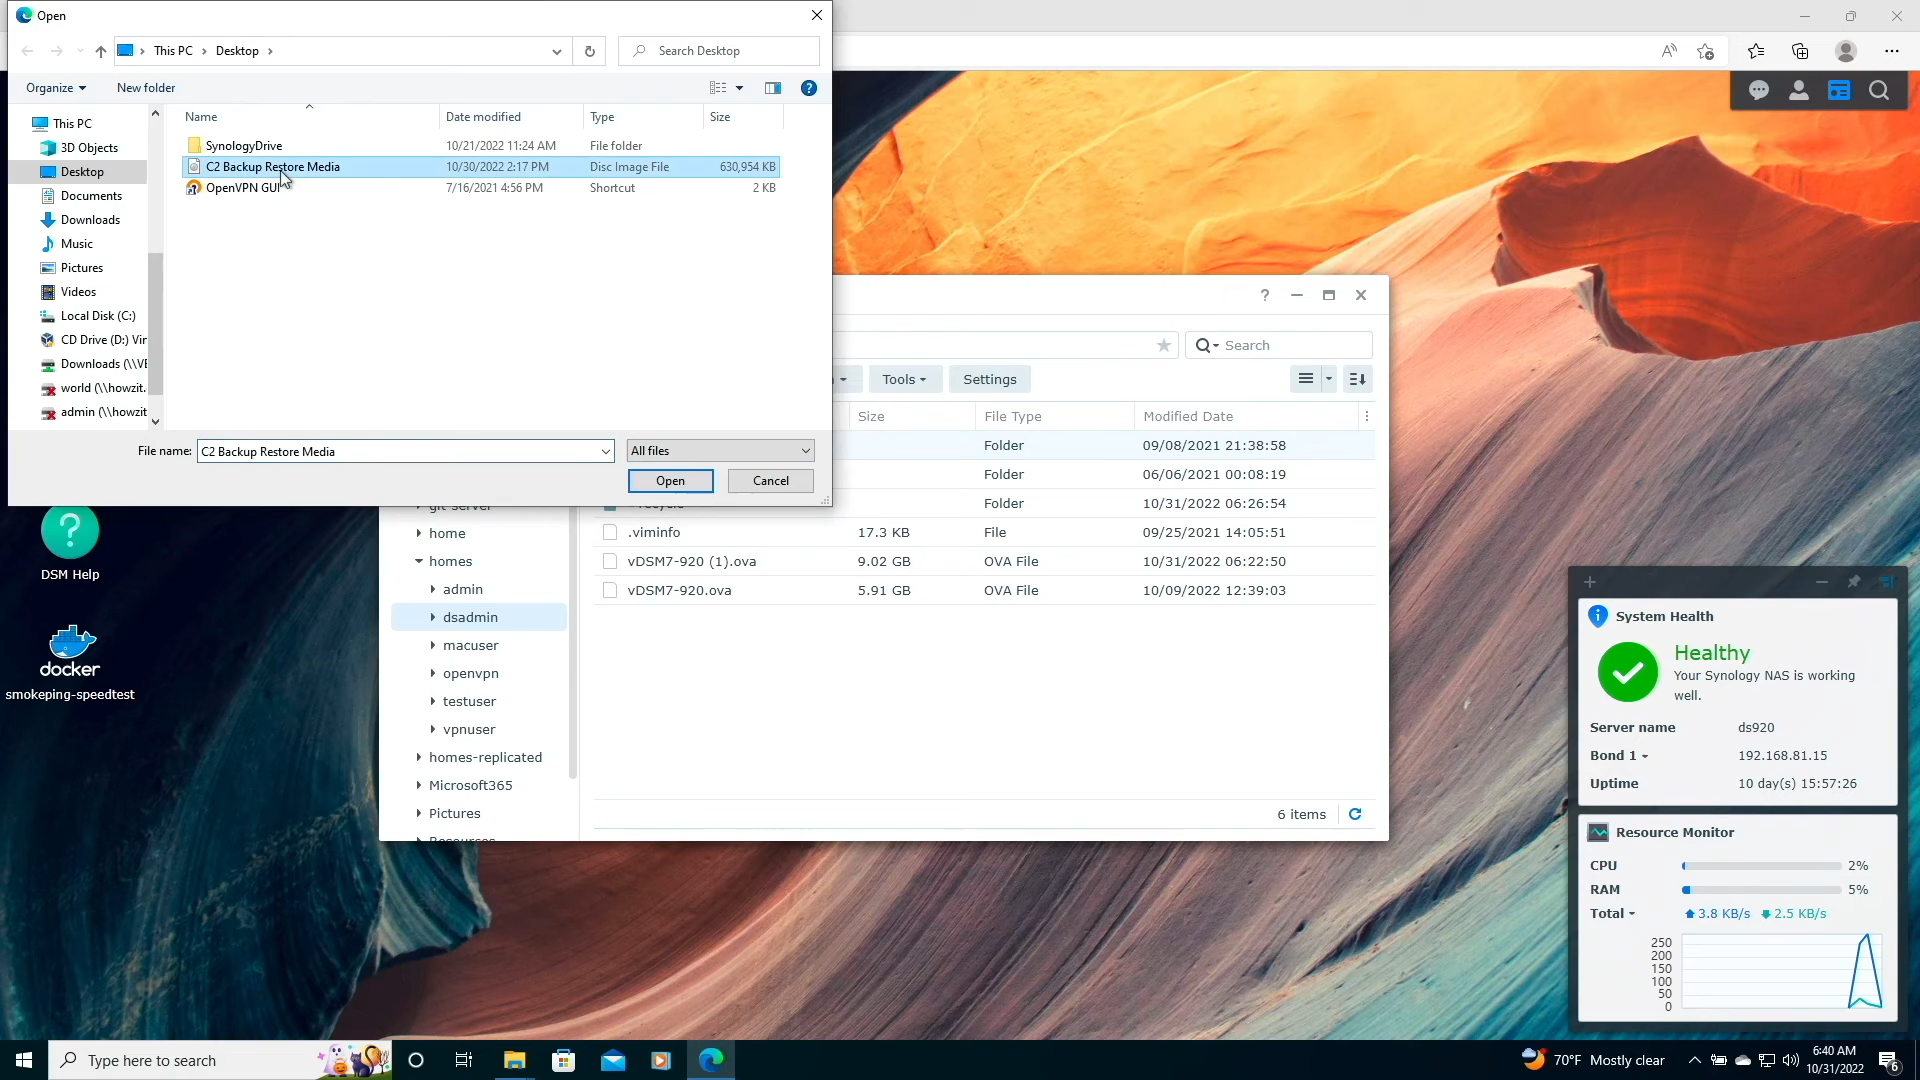 Open
This PC
Desktop
Search Desktop
Organize
New folder
Name
Date modified
Type
Size
This PC
3D Objects
Desktop
Documents
Downloads
Music
Pictures
Videos
Local Disk (C:)
CD Drive (D:) Vir
Downloads (\\VE
world (\\howzit.
admin (\\howzit
SynologyDrive
10/21/2022 11:24 AM
File folder
C2 Backup Restore Media
10/30/2022 2:17 PM
Disc Image File
630,954 KB
OpenVPN GUI
7/16/2021 4:56 PM
Shortcut
2 KB
File name:
C2 Backup Restore Media
All files
Open
Cancel
Search
Tools
Settings
Size
File Type
Modified Date
Folder
09/08/2021 21:38:58
Folder
06/06/2021 00:08:19
Folder
10/31/2022 06:26:54
.viminfo
17.3 KB
File
09/25/2021 14:05:51
vDSM7-920 (1).ova
9.02 GB
OVA File
10/31/2022 06:22:50
vDSM7-920.ova
5.91 GB
OVA File
10/09/2022 12:39:03
6 items
git-server
home
homes
admin
dsadmin
macuser
openvpn
testuser
vpnuser
homes-replicated
Microsoft365
Pictures
Resources
DSM Help
docker
smokeping-speedtest
System Health
Healthy
Your Synology NAS is working
well.
Server name
ds920
Bond 1
192.168.81.15
Uptime
10 day(s) 15:57:26
Resource Monitor
CPU
2%
RAM
5%
Total
3.8 KB/s
2.5 KB/s
250
200
150
100
50
0
Type here to search
70°F Mostly clear
6:40 AM
10/31/2022
6